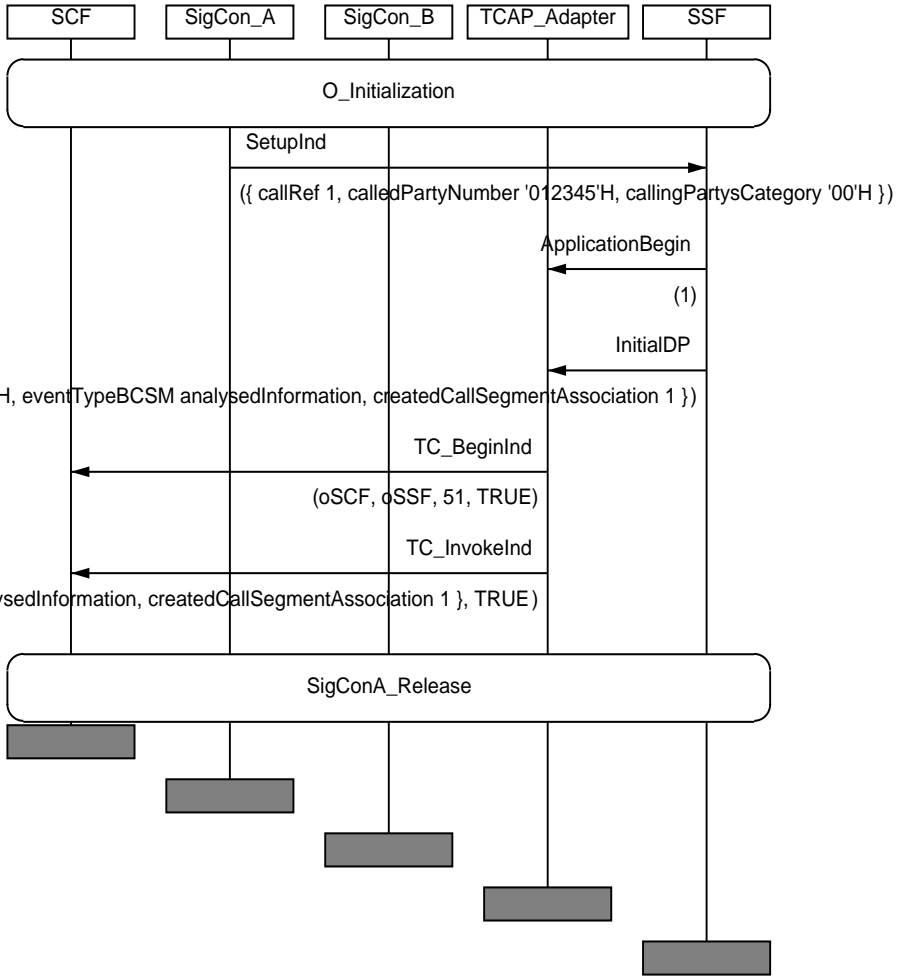 SCF SigCon_A SigCon_B TCAP_Adapter SSF
O_Initialization
SetupInd
({ callRef 1, calledPartyNumber '012345'H, callingPartysCategory '00'H })
ApplicationBegin
(1)
InitialDP
H, eventTypeBCSM analysedInformation, createdCallSegmentAssociation 1 })
TC_BeginInd
(oSCF, oSSF, 51, TRUE)
TC_InvokeInd
ysedInformation, createdCallSegmentAssociation 1 }, TRUE)
SigConA_Release